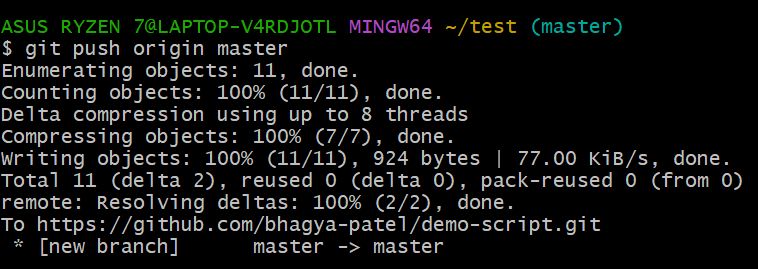 ASUS RYZEN 7@LAPTOP-V4RDJOTL MINGW64 ~/test (master)
$ git push origin master
Enumerating objects: 11, done.
Counting objects: 100% (11/11), done.
Delta compression using up to 8 threads
Compressing objects: 100% (7/7), done.
Writing objects: 100% (11/11), 924 bytes | 77.00 KiB/s, done.
Total 11 (delta 2), reused 0 (delta 0), pack-reused 0 (from 0)
remote: Resolving deltas: 100% (2/2), done.
To https://github.com/bhagya-patel/demo-script.git
 * [new branch]      master -> master